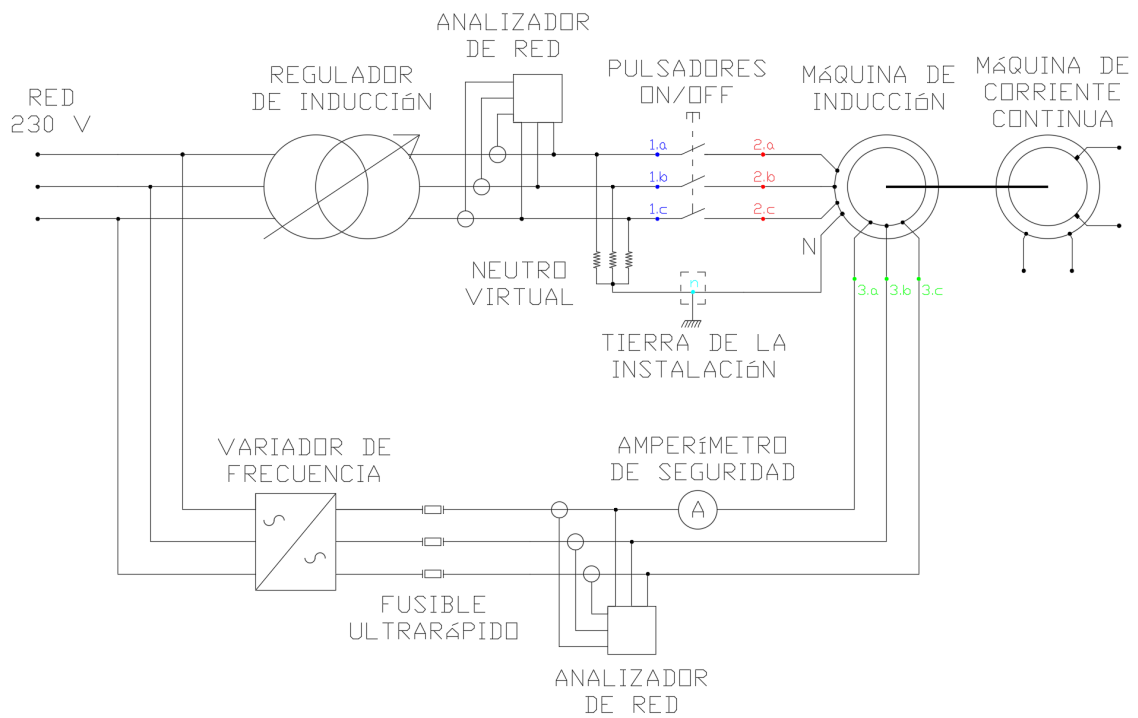 ANALIZADOR
DE RED
REGULADOR
DE INDUCCIóN
PULSADORES
ON/OFF
MáQUINA DE
INDUCCIóN
MáQUINA DE
CORRIENTE
CONTINUA
RED
230 V
1.a
2.a
1.b
2.b
1.c
2.c
N
NEUTRO
VIRTUAL
n
3.a
3.b
3.c
TIERRA DE LA
INSTALACIóN
VARIADOR DE
FRECUENCIA
AMPERíMETRO
DE SEGURIDAD
A
FUSIBLE
ULTRARáPIDO
ANALIZADOR
DE RED